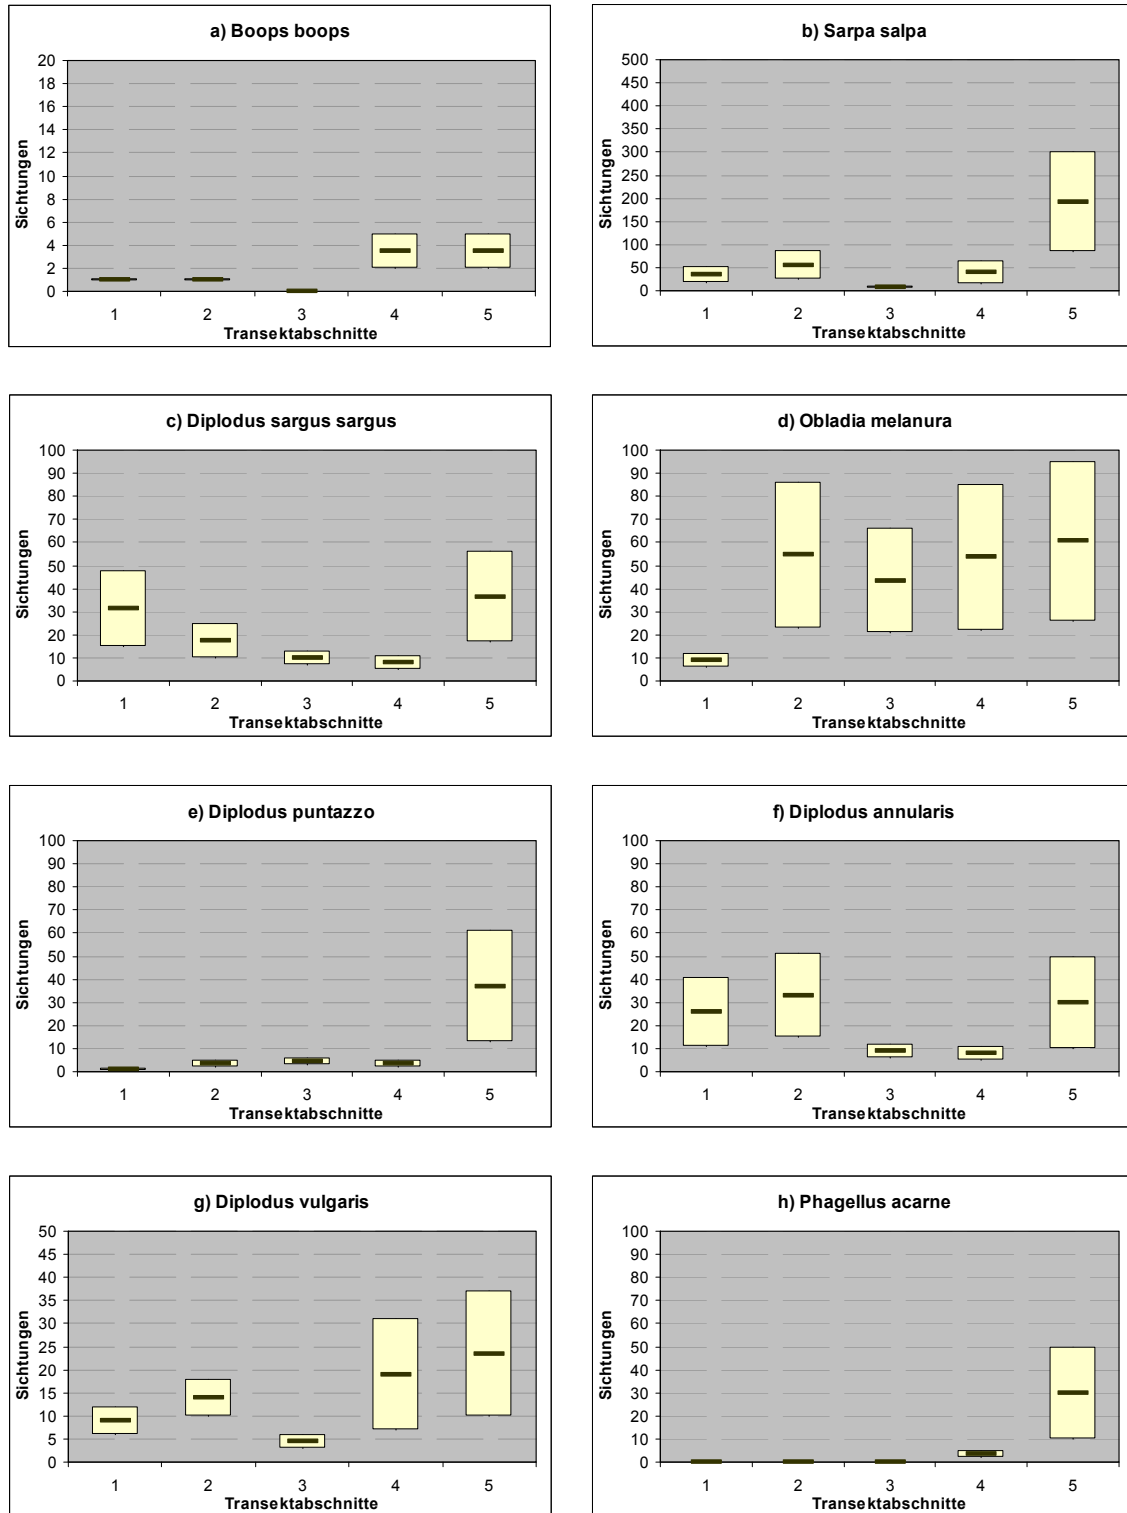 a) Boops boops
20
18
16
14
12
10
8
6
4
2
0
Sichtungen
1 2 3 4 5
Transektabschnitte
b) Sarpa salpa
500
450
400
350
300
250
200
150
100
50
0
Sichtungen
1 2 3 4 5
Transektabschnitte
c) Diplodus sargus sargus
100
90
80
70
60
50
40
30
20
10
0
Sichtungen
1 2 3 4 5
Transektabschnitte
d) Obladia melanura
100
90
80
70
60
50
40
30
20
10
0
Sichtungen
1 2 3 4 5
Transektabschnitte
e) Diplodus puntazzo
100
90
80
70
60
50
40
30
20
10
0
Sichtungen
1 2 3 4 5
Transektabschnitte
f) Diplodus annularis
100
90
80
70
60
50
40
30
20
10
0
Sichtungen
1 2 3 4 5
Transektabschnitte
g) Diplodus vulgaris
50
45
40
35
30
25
20
15
10
5
0
Sichtungen
1 2 3 4 5
Transektabschnitte
h) Phagellus acarne
100
90
80
70
60
50
40
30
20
10
0
Sichtungen
1 2 3 4 5
Transektabschnitte